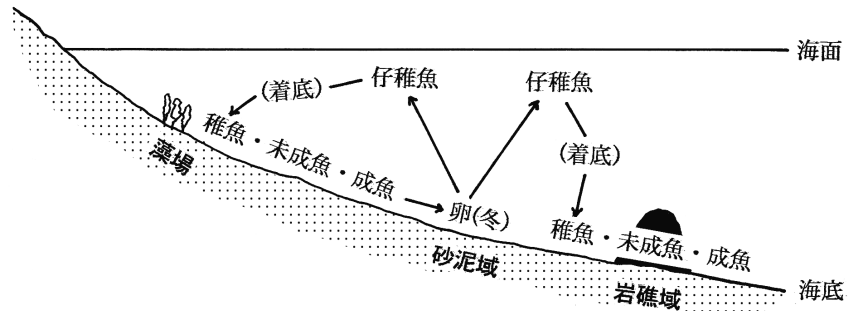 海面
仔稚魚
仔稚魚
(着底)
(着底)
稚魚・未成魚・成魚
藻場
卵(冬)
稚魚・未成魚・成魚
砂泥域
岩礁域
海底